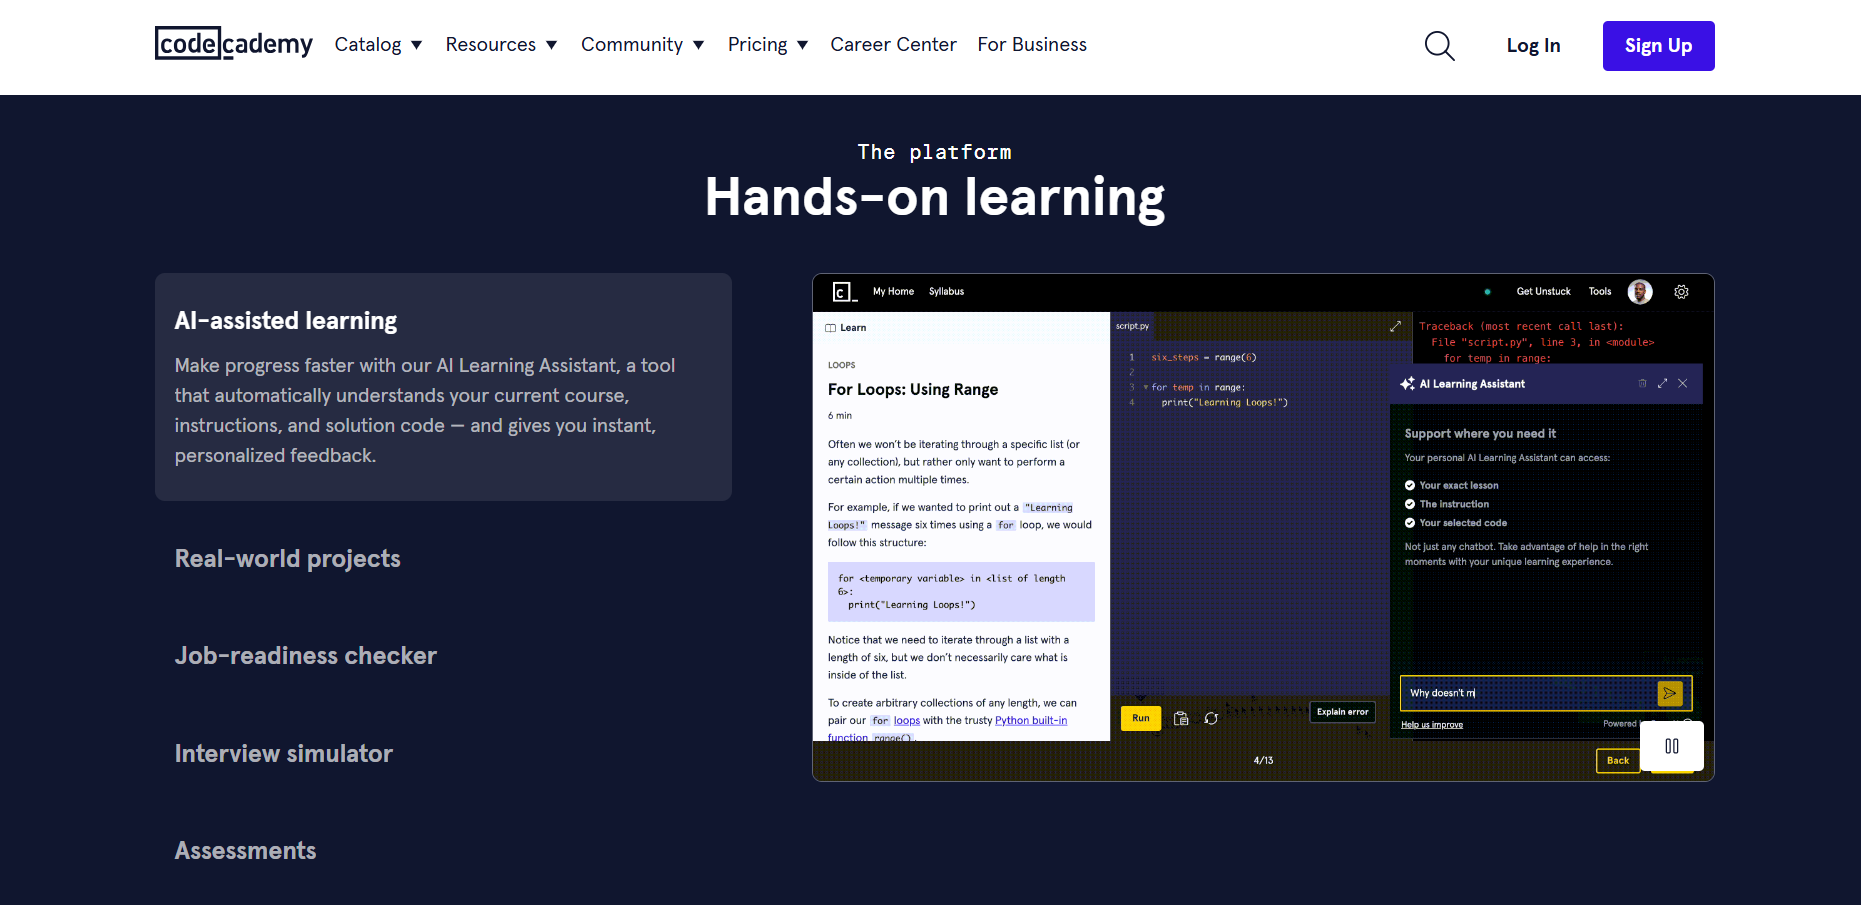 codecademy Catalog ▼ Resources ▼ Community ▼ Pricing ▼ Career Center For Business Log In Sign Up
The platform
Hands-on learning
AI-assisted learning
Make progress faster with our AI Learning Assistant, a tool
that automatically understands your current course,
instructions, and solution code — and gives you instant,
personalized feedback.
Real-world projects
Job-readiness checker
Interview simulator
Assessments
c_ My Home Syllabus Get Unstuck Tools
Learn
LOOPS
For Loops: Using Range
6 min
Often we won't be iterating through a specific list (or
any collection), but rather only want to perform a
certain action multiple times.
For example, if we wanted to print out a "Learning
Loops!" message six times using a for loop, we would
follow this structure:
for <temporary variable> in <list of length
6>:
print("Learning Loops!")
Notice that we need to iterate through a list with a
length of six, but we don't necessarily care what is
inside of the list.
To create arbitrary collections of any length, we can
pair our for loops with the trusty Python built-in
function range().
script.py
1 six_steps = range(6)
2
3 for temp in range:
4 print("Learning Loops!")
Run
Explain error
Traceback (most recent call last):
File "script.py", line 3, in <module>
for temp in range:
AI Learning Assistant
Support where you need it
Your personal AI Learning Assistant can access:
Your exact lesson
The instruction
Your selected code
Not just any chatbot. Take advantage of help in the right
moments with your unique learning experience.
Why doesn't m
Help us improve Powered
4/13
Back